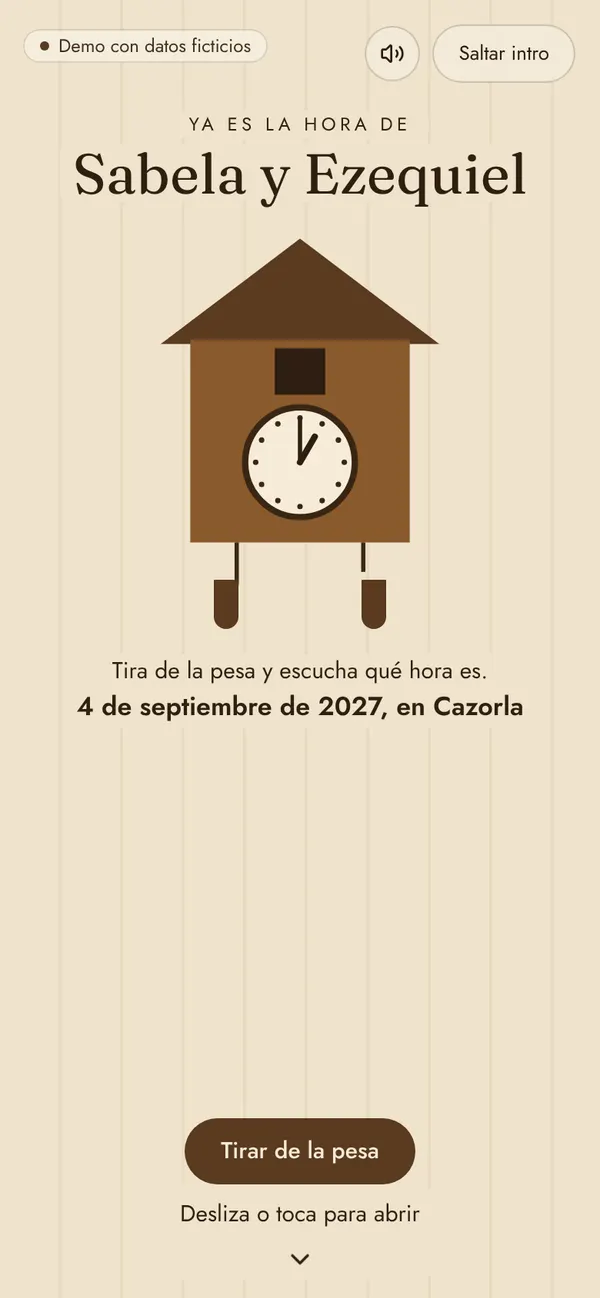 Demo con datos ficticios
Saltar intro
YA ES LA HORA DE
Sabela y Ezequiel
Tira de la pesa y escucha qué hora es.
4 de septiembre de 2027, en Cazorla
Tirar de la pesa
Desliza o toca para abrir